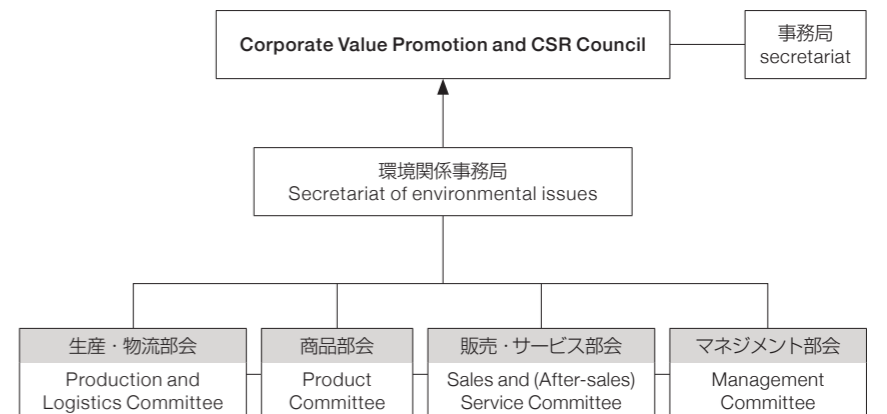 Corporate Value Promotion and CSR Council
事務局
secretariat
環境関係事務局
Secretariat of environmental issues
生産・物流部会
Production and
Logistics Committee
商品部会
Product
Committee
販売・サービス部会
Sales and (After-sales)
Service Committee
マネジメント部会
Management
Committee